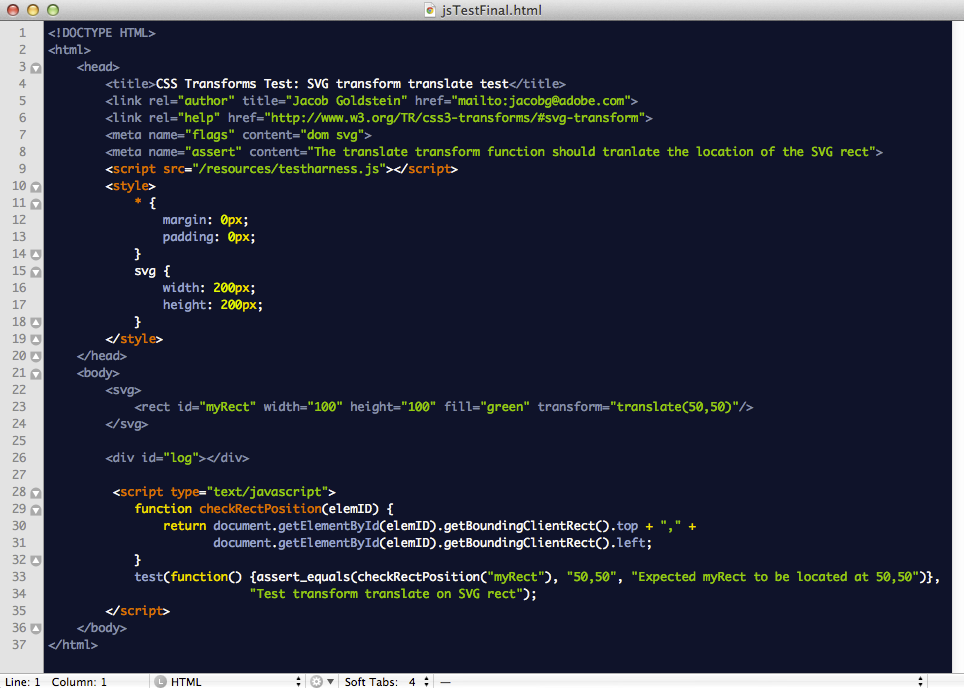 jsTestFinal.html
1 <!DOCTYPE HTML>
2 <html>
3     <head>
4         <title>CSS Transforms Test: SVG transform translate test</title>
5         <link rel="author" title="Jacob Goldstein" href="mailto:jacobg@adobe.com">
6         <link rel="help" href="http://www.w3.org/TR/css3-transforms/#svg-transform">
7         <meta name="flags" content="dom svg">
8         <meta name="assert" content="The translate transform function should tranlate the location of the SVG rect">
9         <script src="/resources/testharness.js"></script>
10         <style>
11             * {
12                 margin: 0px;
13                 padding: 0px;
14             }
15             svg {
16                 width: 200px;
17                 height: 200px;
18             }
19         </style>
20     </head>
21     <body>
22         <svg>
23             <rect id="myRect" width="100" height="100" fill="green" transform="translate(50,50)"/>
24         </svg>
25
26         <div id="log"></div>
27
28          <script type="text/javascript">
29             function checkRectPosition(elemID) {
30                 return document.getElementById(elemID).getBoundingClientRect().top + "," +
31                        document.getElementById(elemID).getBoundingClientRect().left;
32             }
33             test(function() {assert_equals(checkRectPosition("myRect"), "50,50", "Expected myRect to be located at 50,50")},
34                             "Test transform translate on SVG rect");
35         </script>
36     </body>
37 </html>
Line: 1 Column: 1 L HTML Soft Tabs: 4 —